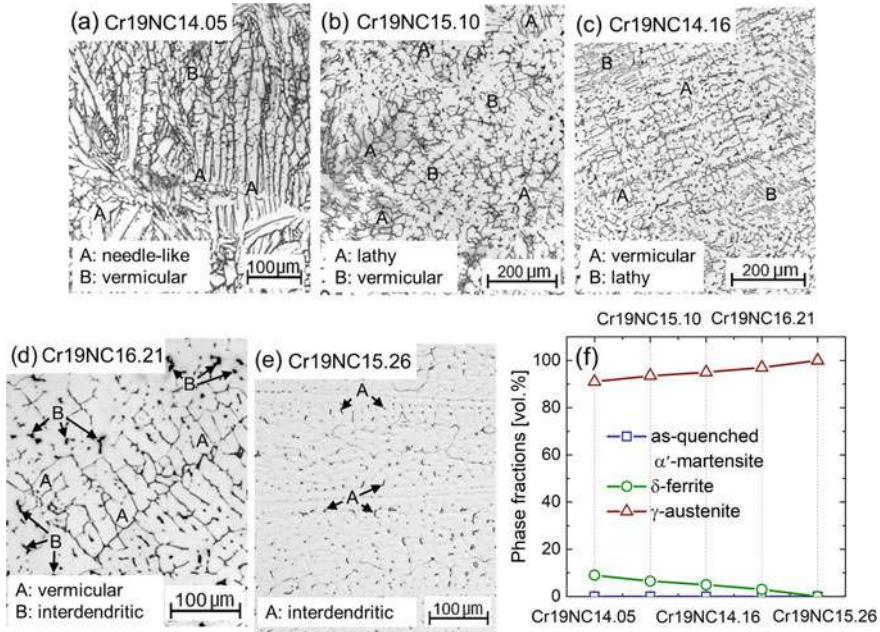 (a) Cr19NC14.05
B
A
A
A
A: needle-like
B: vermicular
100 µm
(b) Cr19NC15.10
A
A
B
A
B
A
A
A: lathy
B: vermicular
200 µm
(c) Cr19NC14.16
B
A
A
B
A: vermicular
B: lathy
200 µm
(d) Cr19NC16.21
B
B
A
A
A
B
A: vermicular
B: interdendritic
100 µm
(e) Cr19NC15.26
A
A
A: interdendritic
100 µm
Cr19NC15.10 Cr19NC16.21
(f)
Phase fractions [vol.%]
100
80
60
40
20
0
as-quenched
α′-martensite
δ-ferrite
γ-austenite
Cr19NC14.05 Cr19NC14.16 Cr19NC15.26